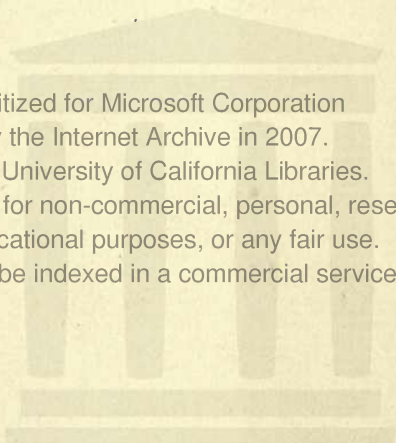 itized for Microsoft Corporation
the Internet Archive in 2007.
University of California Libraries.
for non-commercial, personal, rese
cational purposes, or any fair use.
be indexed in a commercial service